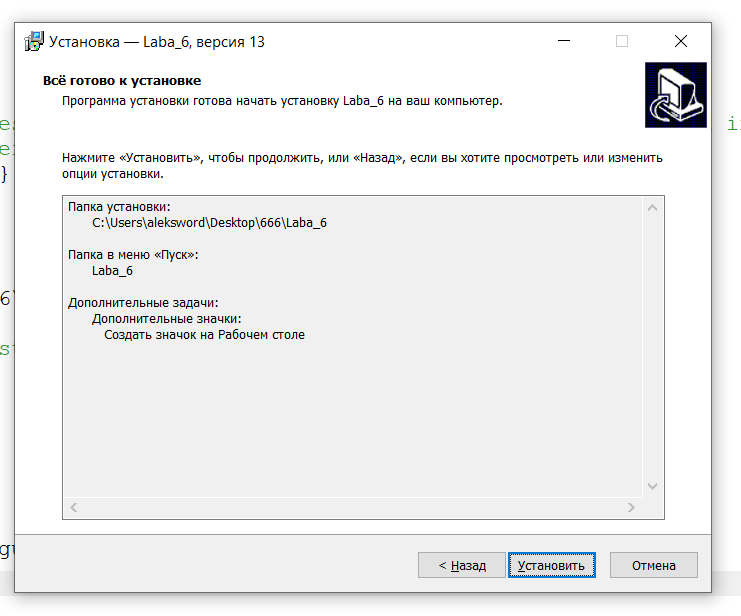 Установка — Laba_6, версия 13
Всё готово к установке
Программа установки готова начать установку Laba_6 на ваш компьютер.
Нажмите «Установить», чтобы продолжить, или «Назад», если вы хотите просмотреть или изменить
опции установки.
Папка установки:
C:\Users\aleksword\Desktop\666\Laba_6
Папка в меню «Пуск»:
Laba_6
Дополнительные задачи:
Дополнительные значки:
Создать значок на Рабочем столе
< Назад
Установить
Отмена